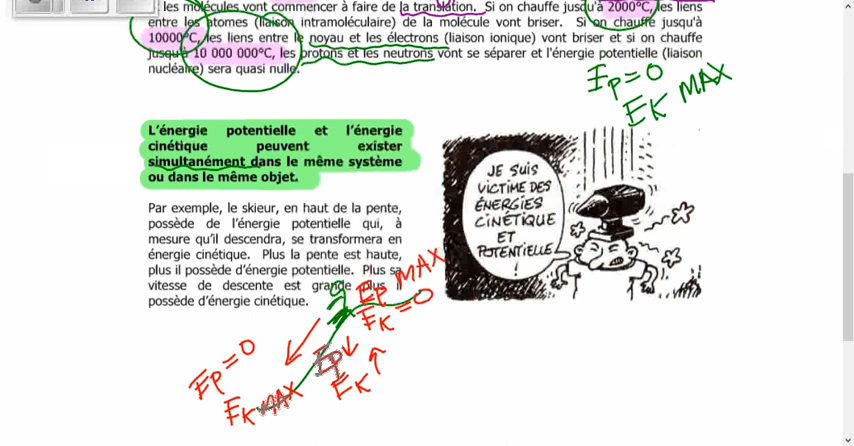 les molécules vont commencer à faire de la translation. Si on chauffe jusqu'à 2000°C, les liens
entre les atomes (liaison intramoléculaire) de la molécule vont briser. Si on chauffe jusqu'à
10000°C, les liens entre le noyau et les électrons (liaison ionique) vont briser et si on chauffe
jusqu'à 10 000 000°C, les protons et les neutrons vont se séparer et l'énergie potentielle (liaison
nucléaire) sera quasi nulle.
EP=0
EK MAX
L'énergie potentielle et l'énergie
cinétique peuvent exister
simultanément dans le même système
ou dans le même objet.
JE SUIS
VICTIME DES
ÉNERGIES
CINÉTIQUE
ET
POTENTIELLE
!
Par exemple, le skieur, en haut de la pente,
possède de l'énergie potentielle qui, à
mesure qu'il descendra, se transformera en
énergie cinétique. Plus la pente est haute,
plus il possède d'énergie potentielle. Plus sa
vitesse de descente est grande plus il
possède d'énergie cinétique.
EP MAX
EK=0
EP↓
EK↑
EP=0
EK MAX